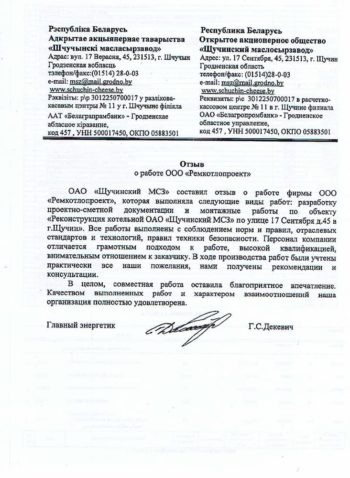 Рэспубліка Беларусь
Адкрытае акцыянернае таварыства
«Шчучынскі масласырзавод»
Адрас: вул. 17 Верасня, 45, 231513, г. Шчучын
Гродзенская вобласць
тэлефон/факс:(01514) 28-0-03
e-mail: msz@mail.grodno.by
www.schuchin-cheese.by
Рэквізіты: р\р 3012250700017 у разлікова-
касавым цэнтры № 11 у г. Шчучыне філіяла
ААТ «Белаграпрамбанк» - Гродзенскае
абласное кіраванне,
код 457 , УНН 500017450, ОКПО 05883501
Республика Беларусь
Открытое акционерное общество
«Щучинский маслосырзавод»
Адрес: ул. 17 Сентября, 45, 231513, г. Щучин
Гродненская область
телефон/факс: (01514)28-0-03
e-mail: msz@mail.grodno.by
www.schuchin-cheese.by
Реквизиты: р\р 3012250700017 в расчетно-
кассовом центре № 11 в г. Щучине филиала
ОАО «Белагропромбанк» - Гродненское
областное управление,
код 457 , УНН 500017450, ОКПО 05883501
Отзыв
о работе ООО «Ремкотлопроект»
ОАО «Щучинский МСЗ» составил отзыв о работе фирмы ООО
«Ремкотлопроект», которая выполняла следующие виды работ: разработку
проектно-сметной документации и монтажные работы по объекту
«Реконструкция котельной ОАО «Щучинский МСЗ» по улице 17 Сентября д.45 в
г.Щучин». Все работы выполнены с соблюдением норм и правил, отраслевых
стандартов и технологий, правил техники безопасности. Персонал компании
отличается грамотным подходом к работе, высокой квалификацией,
внимательным отношением к заказчику. В ходе производства работ были учтены
практически все наши пожелания, нами получены рекомендации и
консультации.
В целом, совместная работа оставила благоприятное впечатление.
Качеством выполненных работ и характером взаимоотношений наша
организация полностью удовлетворена.
Главный энергетик Г.С.Декевич